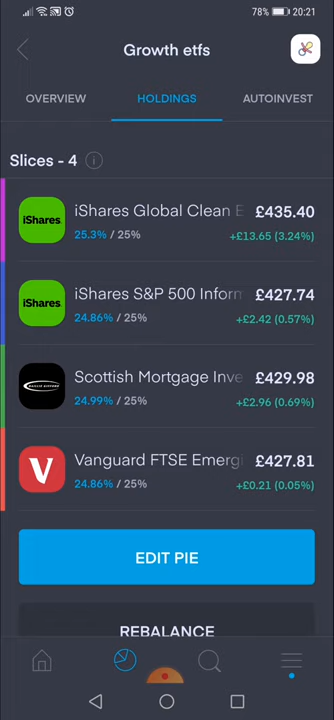 78% 20:21
Growth etfs
OVERVIEW HOLDINGS AUTOINVEST
Slices - 4 i
iShares. iShares Global Clean E £435.40
25.3% / 25% +£13.65 (3.24%)
iShares. iShares S&P 500 Inform £427.74
24.86% / 25% +£2.42 (0.57%)
Scottish Mortgage Inve £429.98
24.99% / 25% +£2.96 (0.69%)
V Vanguard FTSE Emergi £427.81
24.86% / 25% +£0.21 (0.05%)
EDIT PIE
REBALANCE